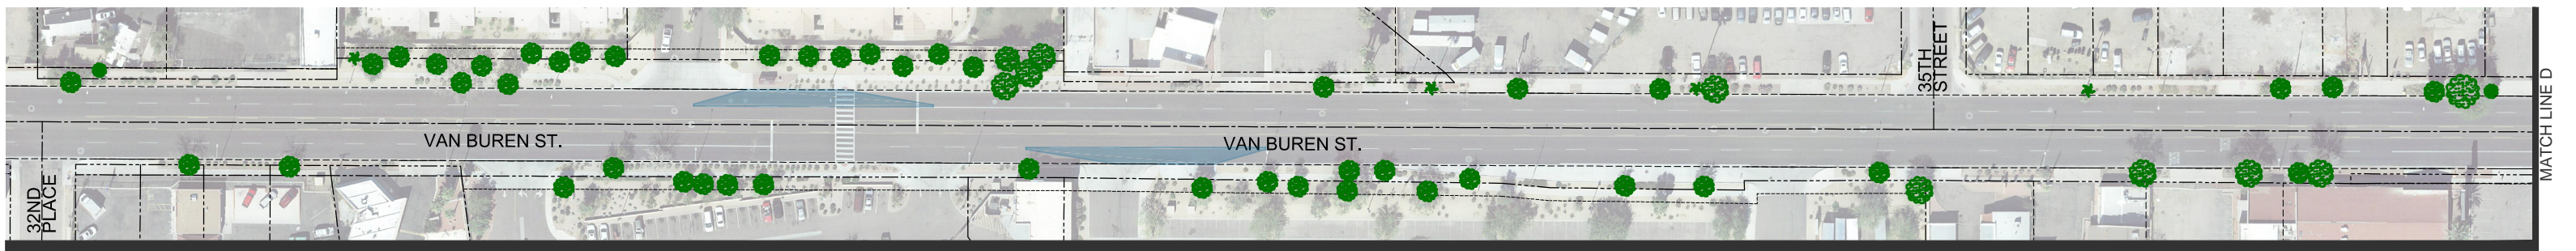 32ND
PLACE
VAN BUREN ST.
VAN BUREN ST.
35TH
STREET
MATCH LINE D